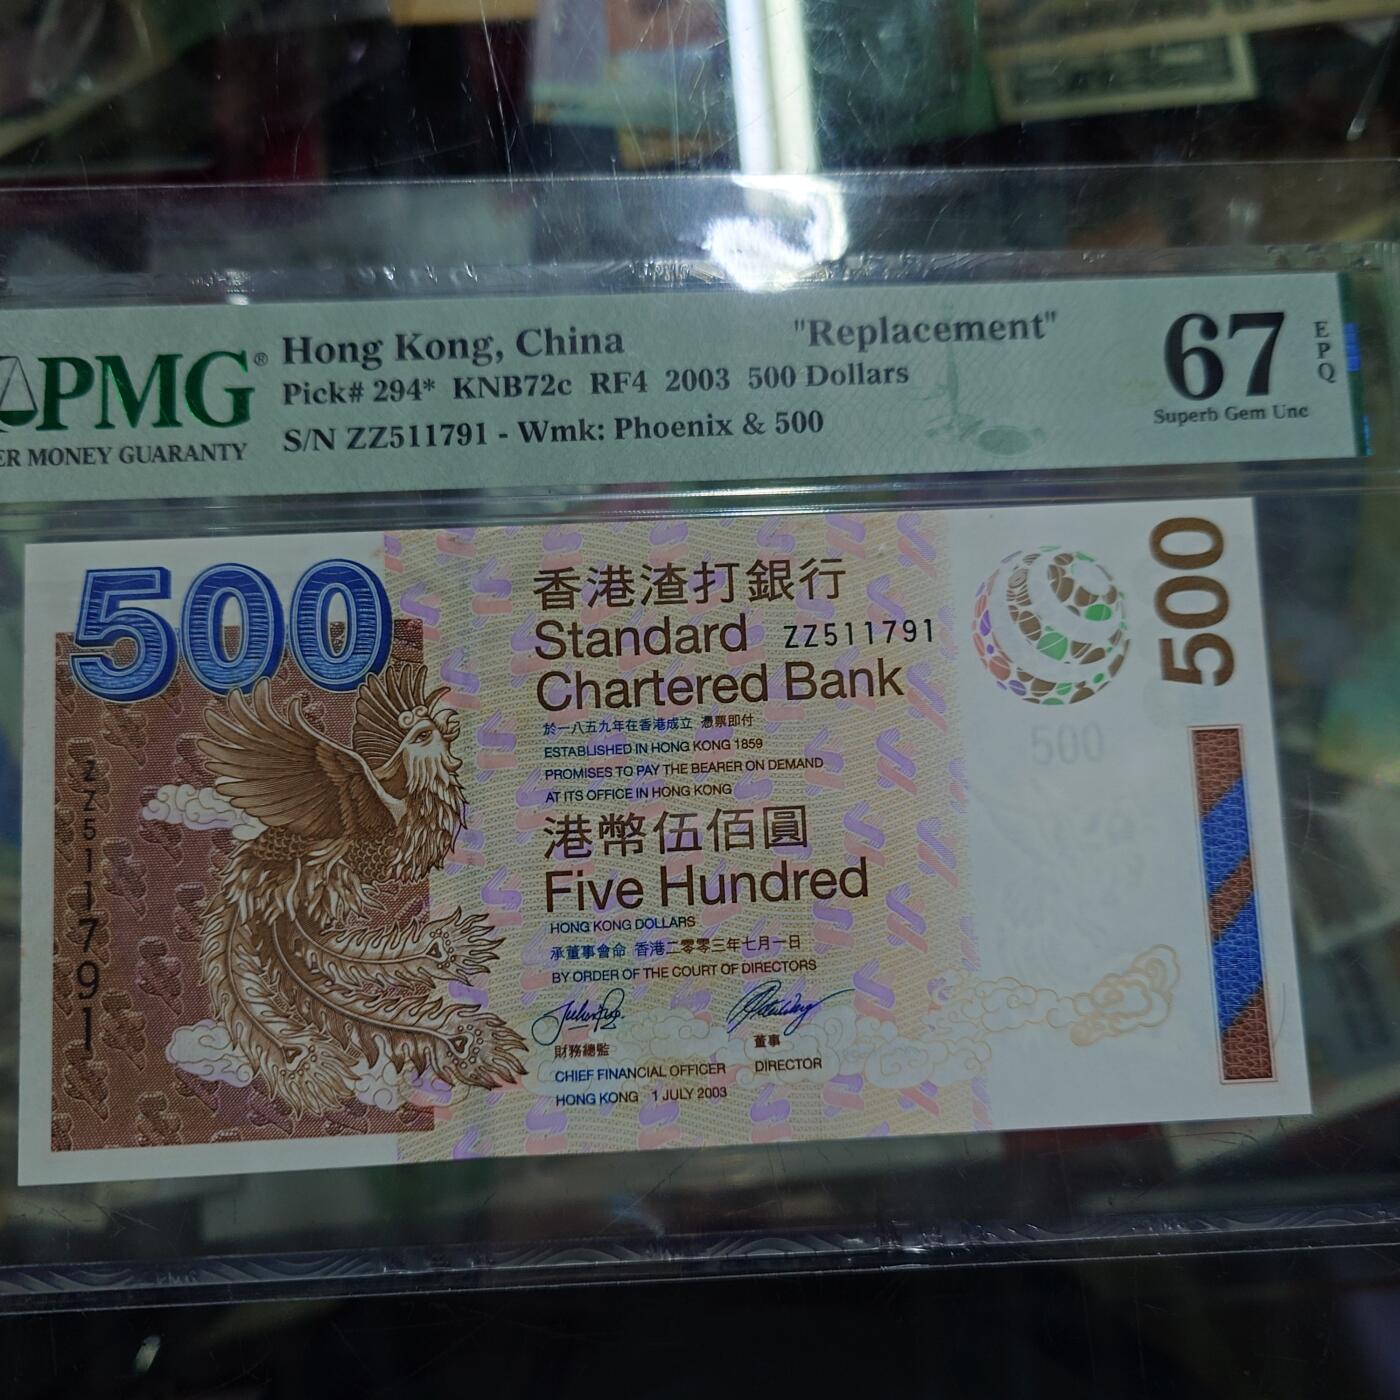 PMG®
ER MONEY GUARANTY
Hong Kong, China "Replacement"
Pick# 294* KNB72c RF4 2003 500 Dollars
S/N ZZ511791 - Wmk: Phoenix & 500
67
EPQ
Superb Gem Unc
500
香港渣打銀行
Standard ZZ511791
Chartered Bank
於一八五九年在香港成立 憑票即付
ESTABLISHED IN HONG KONG 1859
PROMISES TO PAY THE BEARER ON DEMAND
AT ITS OFFICE IN HONG KONG
港幣伍佰圓
Five Hundred
HONG KONG DOLLARS
承董事會命 香港二零零三年七月一日
BY ORDER OF THE COURT OF DIRECTORS
財務總監 董事
CHIEF FINANCIAL OFFICER DIRECTOR
HONG KONG 1 JULY 2003
ZZ511791
500
500